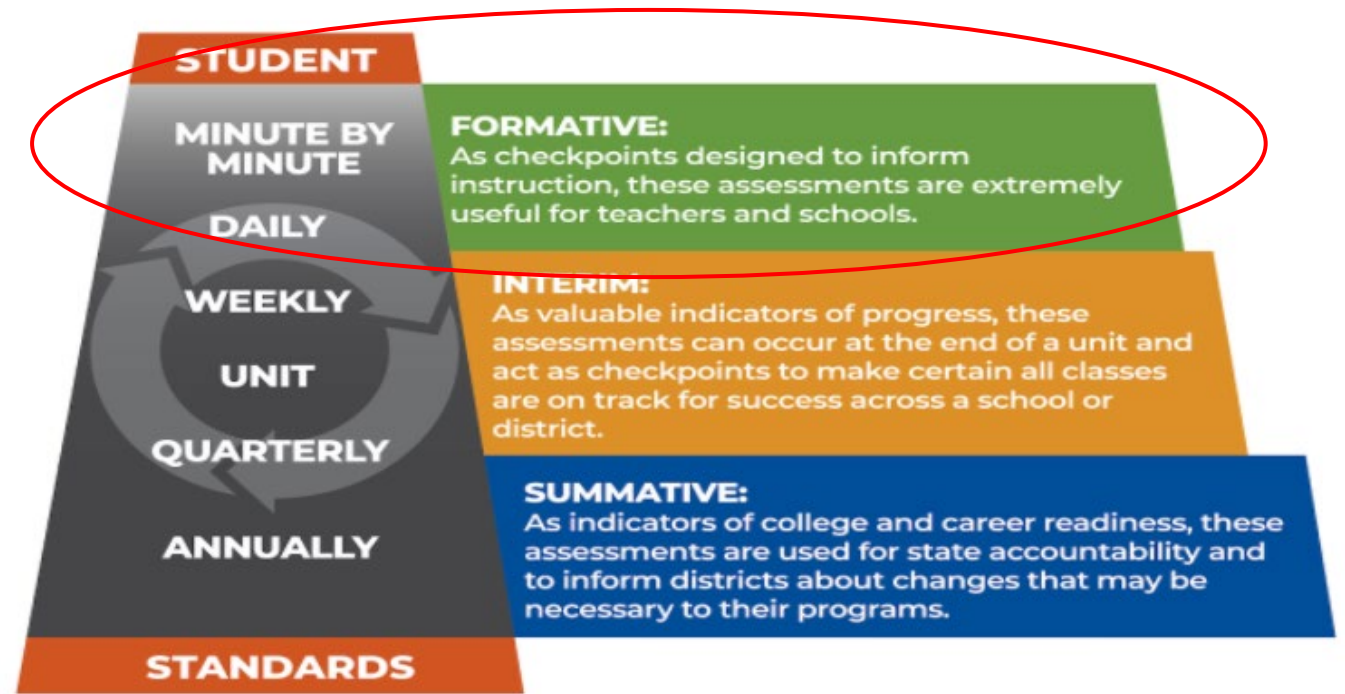 STUDENT
MINUTE BY
MINUTE
DAILY
WEEKLY
UNIT
QUARTERLY
ANNUALLY
STANDARDS
FORMATIVE:
As checkpoints designed to inform
instruction, these assessments are extremely
useful for teachers and schools.
INTERIM:
As valuable indicators of progress, these
assessments can occur at the end of a unit and
act as checkpoints to make certain all classes
are on track for success across a school or
district.
SUMMATIVE:
As indicators of college and career readiness, these
assessments are used for state accountability and
to inform districts about changes that may be
necessary to their programs.